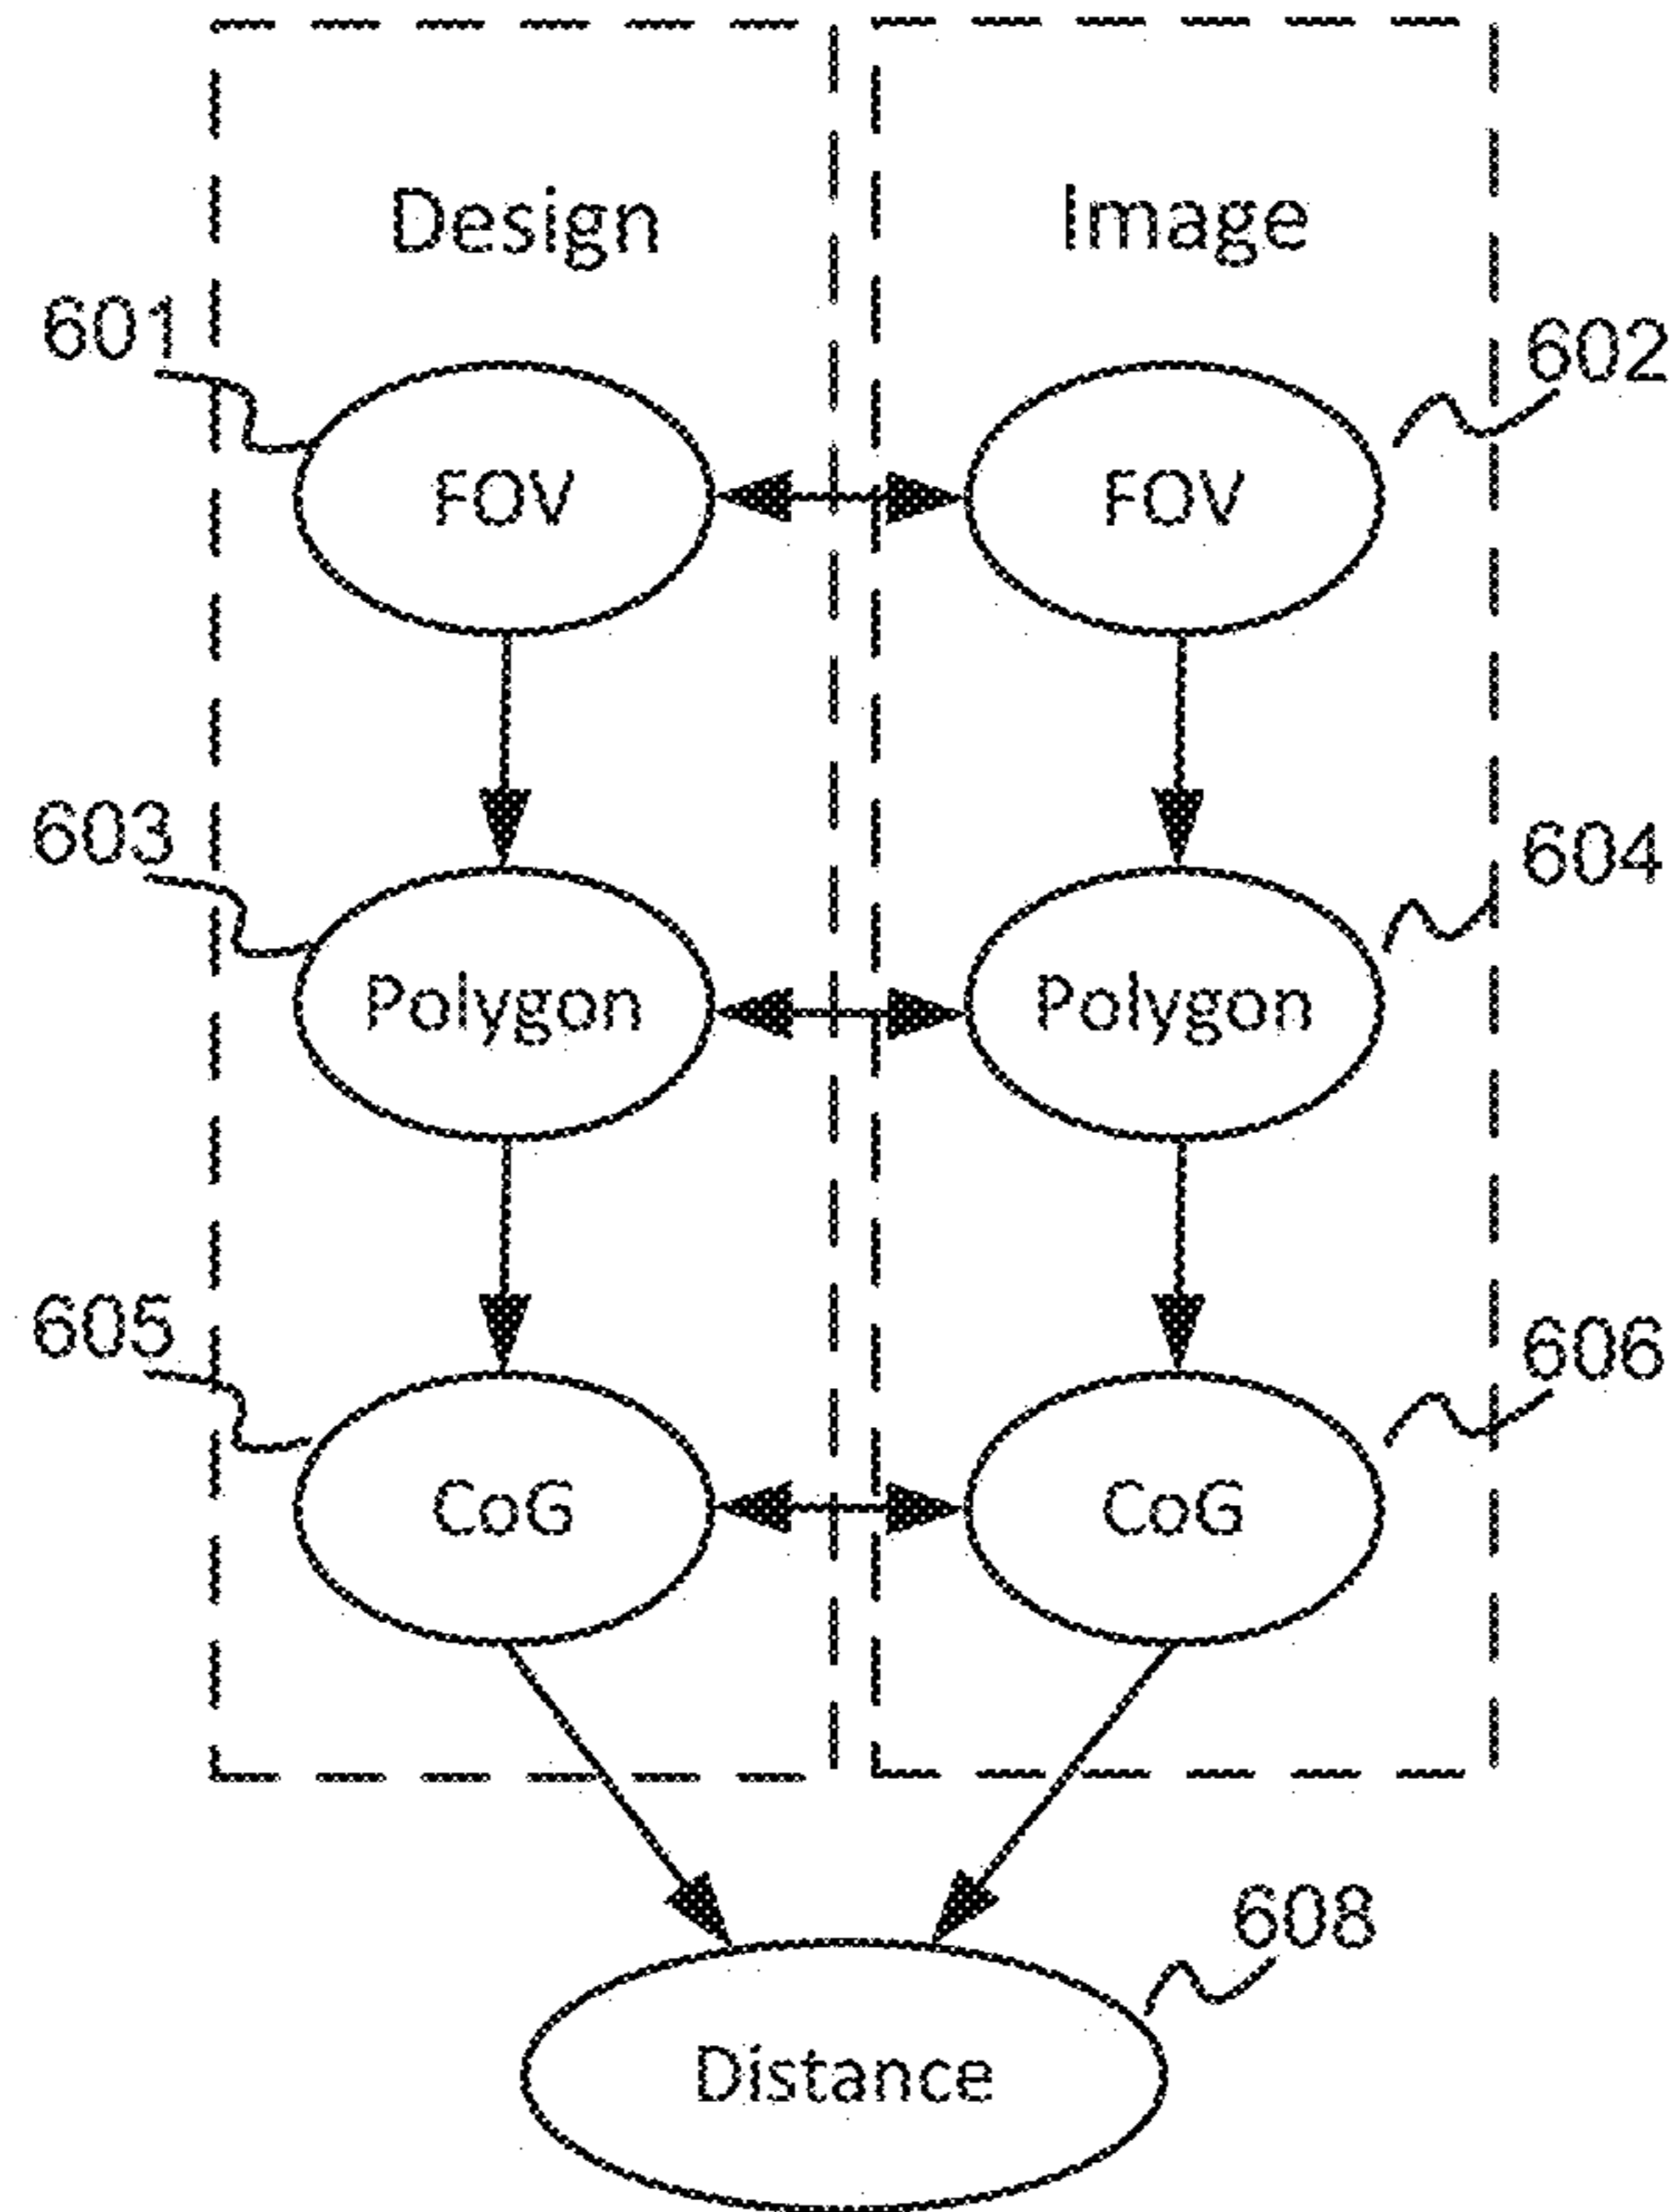 Design Image
601 602
FOV FOV
603 604
Polygon Polygon
605 606
CoG CoG
608
Distance